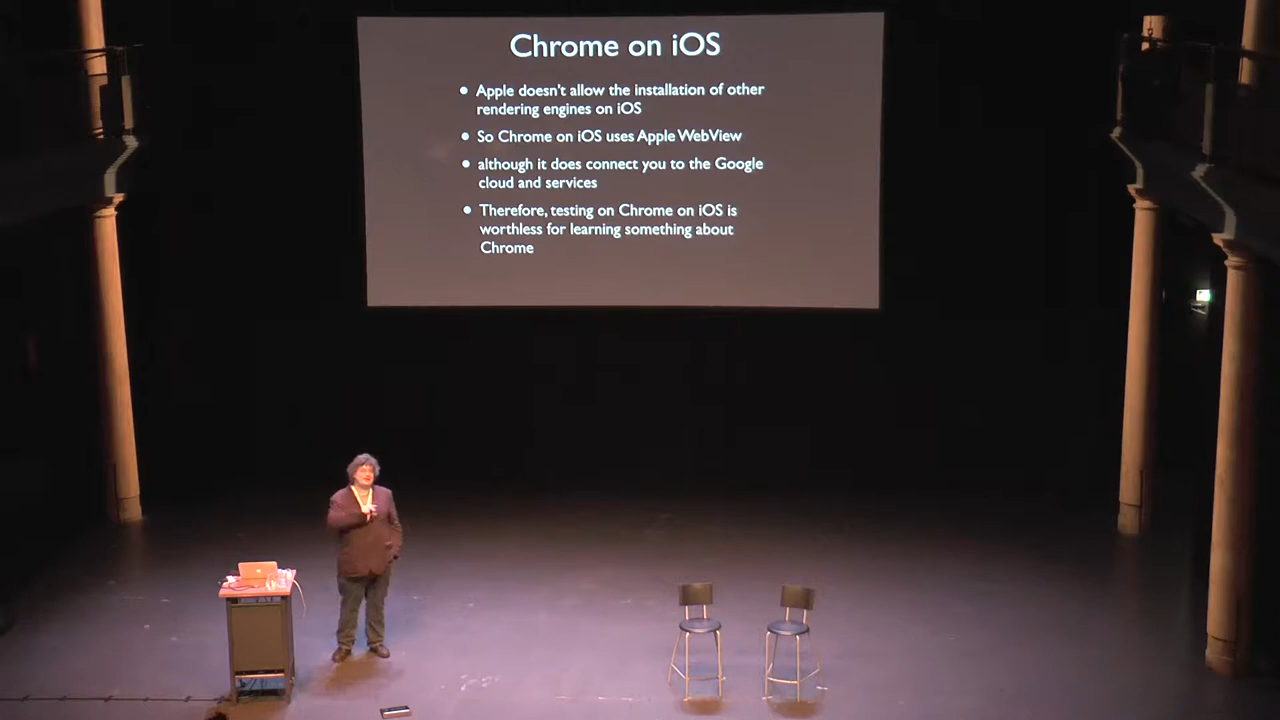 Chrome on iOS
• Apple doesn't allow the installation of other
rendering engines on iOS
• So Chrome on iOS uses Apple WebView
• although it does connect you to the Google
cloud and services
• Therefore, testing on Chrome on iOS is
worthless for learning something about
Chrome